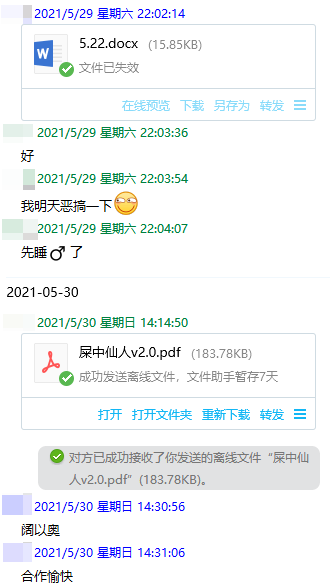 2021/5/29 星期六 22:02:14
5.22.docx (15.85KB)
文件已失效
在线预览 下载 另存为 转发
2021/5/29 星期六 22:03:36
好
2021/5/29 星期六 22:03:54
我明天恶搞一下
2021/5/29 星期六 22:04:07
先睡♂了
2021-05-30
2021/5/30 星期日 14:14:50
屎中仙人v2.0.pdf (183.78KB)
成功发送离线文件，文件助手暂存7天
打开 打开文件夹 重新下载 转发
对方已成功接收了你发送的离线文件“屎中仙
人v2.0.pdf”(183.78KB)。
2021/5/30 星期日 14:30:56
阔以奥
2021/5/30 星期日 14:31:06
合作愉快